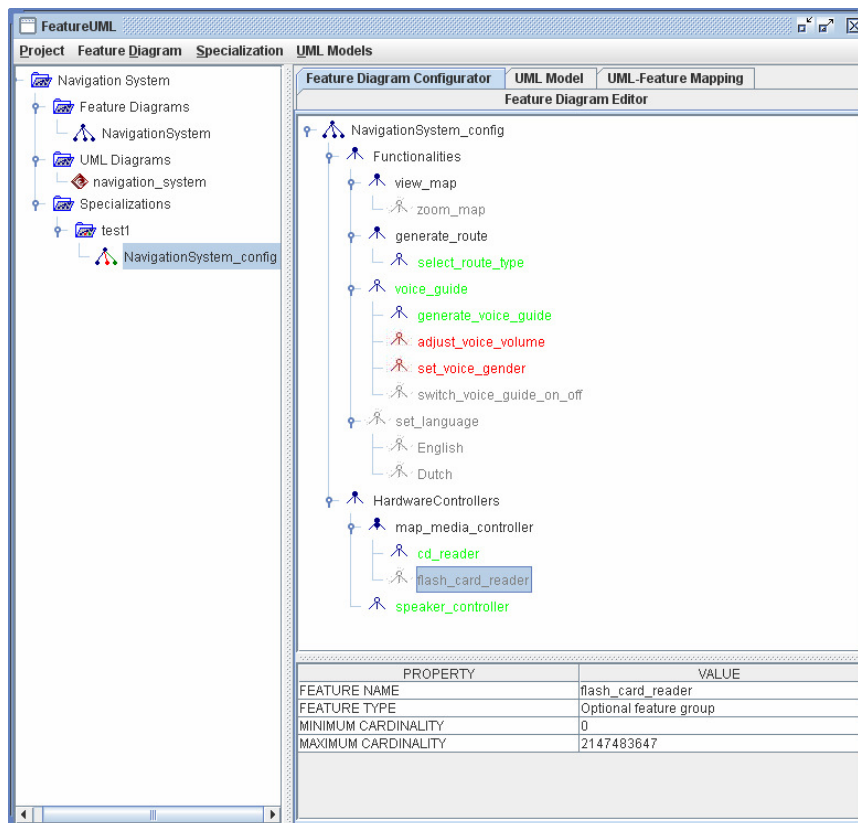 FeatureUML
Project Feature Diagram Specialization UML Models
Navigation System
Feature Diagrams
NavigationSystem
UML Diagrams
navigation_system
Specializations
test1
NavigationSystem_config
Feature Diagram Configurator UML Model UML-Feature Mapping
Feature Diagram Editor
NavigationSystem_config
Functionalities
view_map
zoom_map
generate_route
select_route_type
voice_guide
generate_voice_guide
adjust_voice_volume
set_voice_gender
switch_voice_guide_on_off
set_language
English
Dutch
HardwareControllers
map_media_controller
cd_reader
flash_card_reader
speaker_controller
PROPERTY VALUE
FEATURE NAME flash_card_reader
FEATURE TYPE Optional feature group
MINIMUM CARDINALITY 0
MAXIMUM CARDINALITY 2147483647